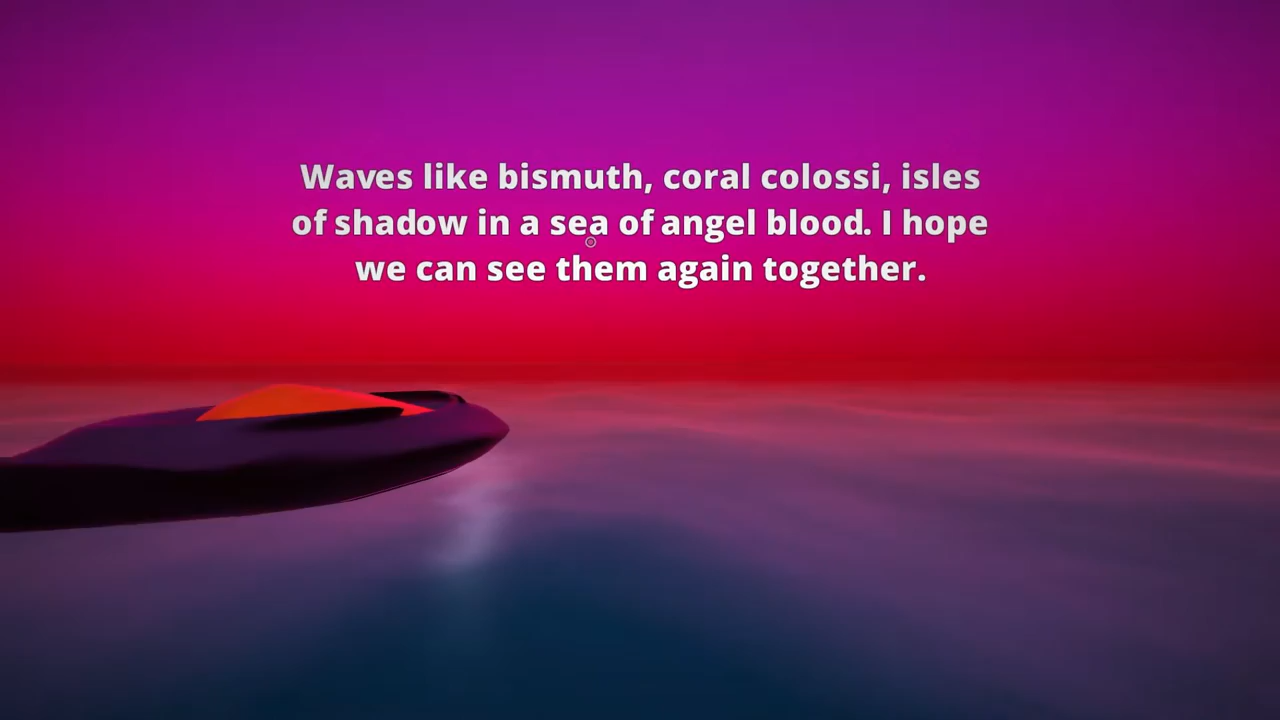 Waves like bismuth, coral colossi, isles
of shadow in a sea of angel blood. I hope
we can see them again together.